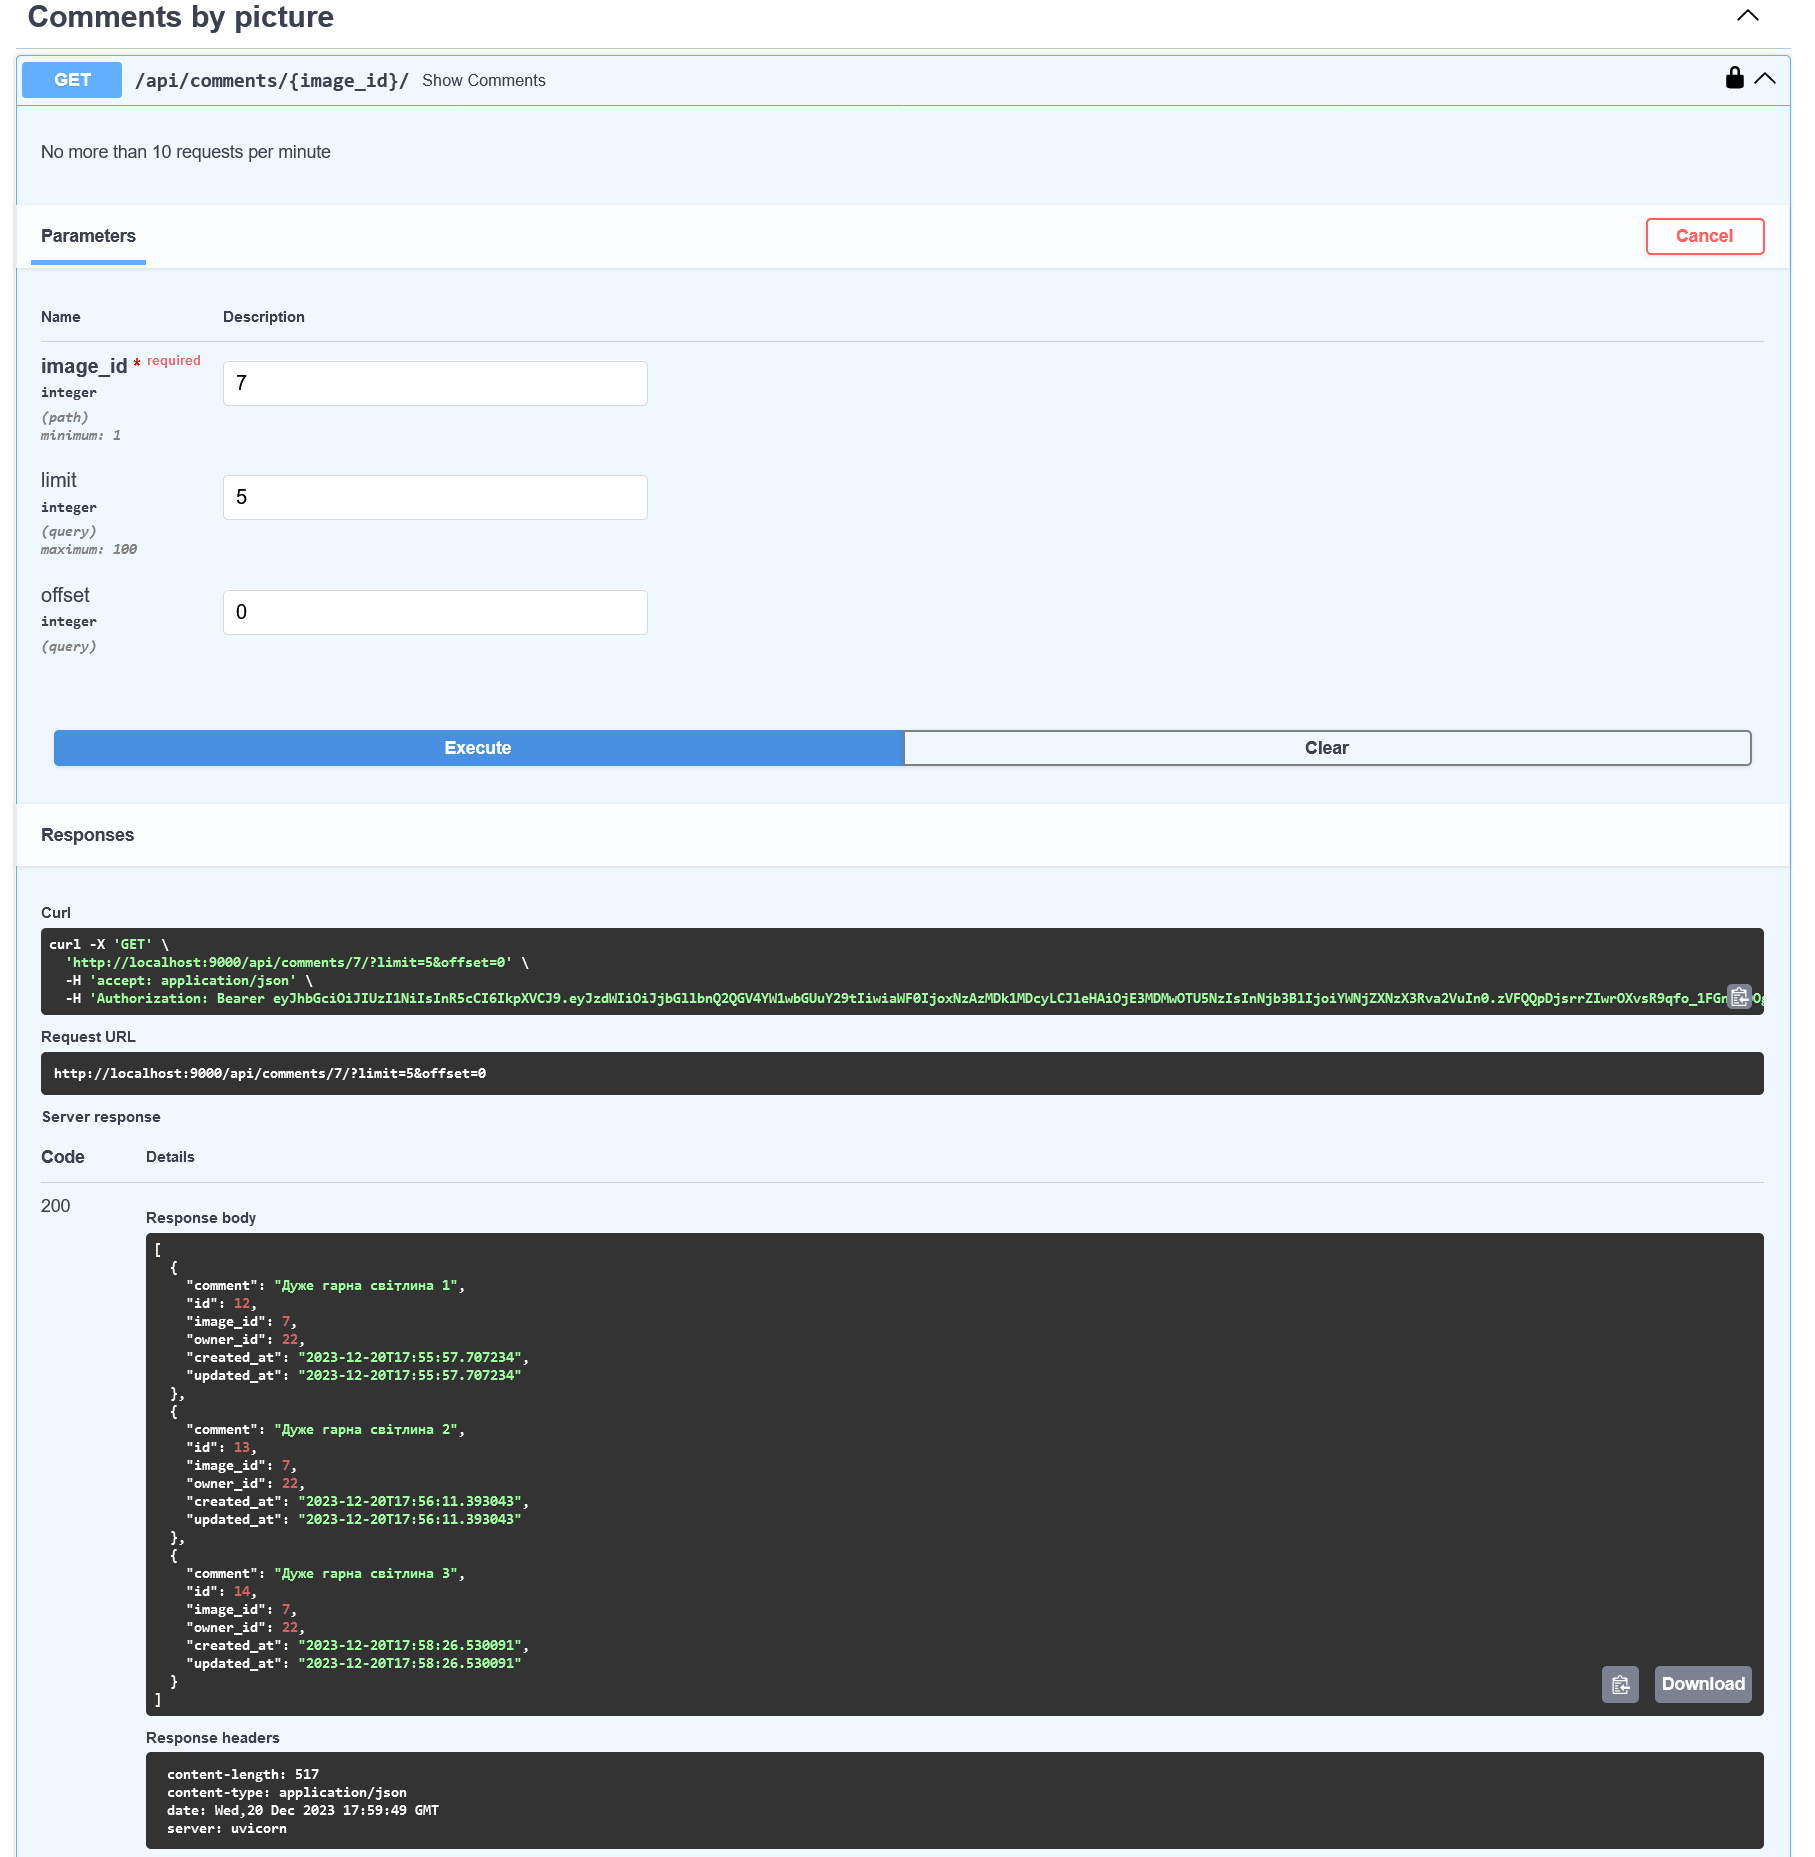 Comments by picture
GET /api/comments/{image_id}/ Show Comments
No more than 10 requests per minute
Parameters
Cancel
Name Description
image_id * required
integer
(path)
minimum: 1
7
limit
integer
(query)
maximum: 100
5
offset
integer
(query)
0
Execute Clear
Responses
Curl
curl -X 'GET' \
'http://localhost:9000/api/comments/7/?limit=5&offset=0' \
-H 'accept: application/json' \
-H 'Authorization: Bearer
Request URL
http://localhost:9000/api/comments/7/?limit=5&offset=0
Server response
Code Details
200
Response body
[
{
"comment": "Дуже гарна світлина 1",
"id": 12,
"image_id": 7,
"owner_id": 22,
"created_at": "2023-12-20T17:55:57.707234",
"updated_at": "2023-12-20T17:55:57.707234"
},
{
"comment": "Дуже гарна світлина 2",
"id": 13,
"image_id": 7,
"owner_id": 22,
"created_at": "2023-12-20T17:56:11.393043",
"updated_at": "2023-12-20T17:56:11.393043"
},
{
"comment": "Дуже гарна світлина 3",
"id": 14,
"image_id": 7,
"owner_id": 22,
"created_at": "2023-12-20T17:58:26.530091",
"updated_at": "2023-12-20T17:58:26.530091"
}
]
Download
Response headers
content-length: 517
content-type: application/json
date: Wed,20 Dec 2023 17:59:49 GMT
server: uvicorn